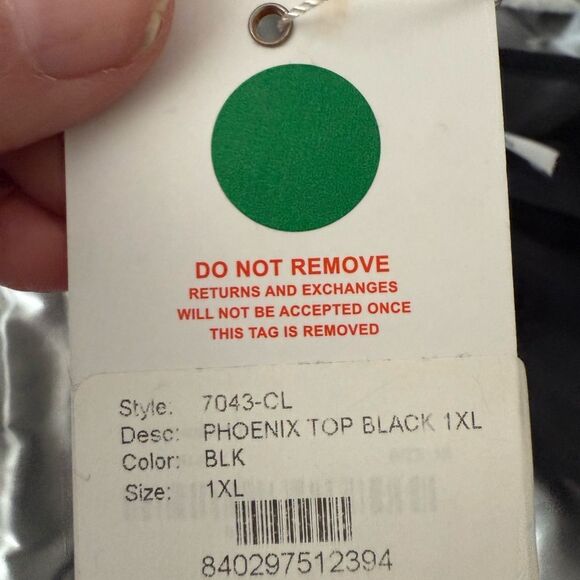 DO NOT REMOVE
RETURNS AND EXCHANGES
WILL NOT BE ACCEPTED ONCE
THIS TAG IS REMOVED
Style: 7043-CL
Desc: PHOENIX TOP BLACK 1XL
Color: BLK
Size: 1XL
840297512394